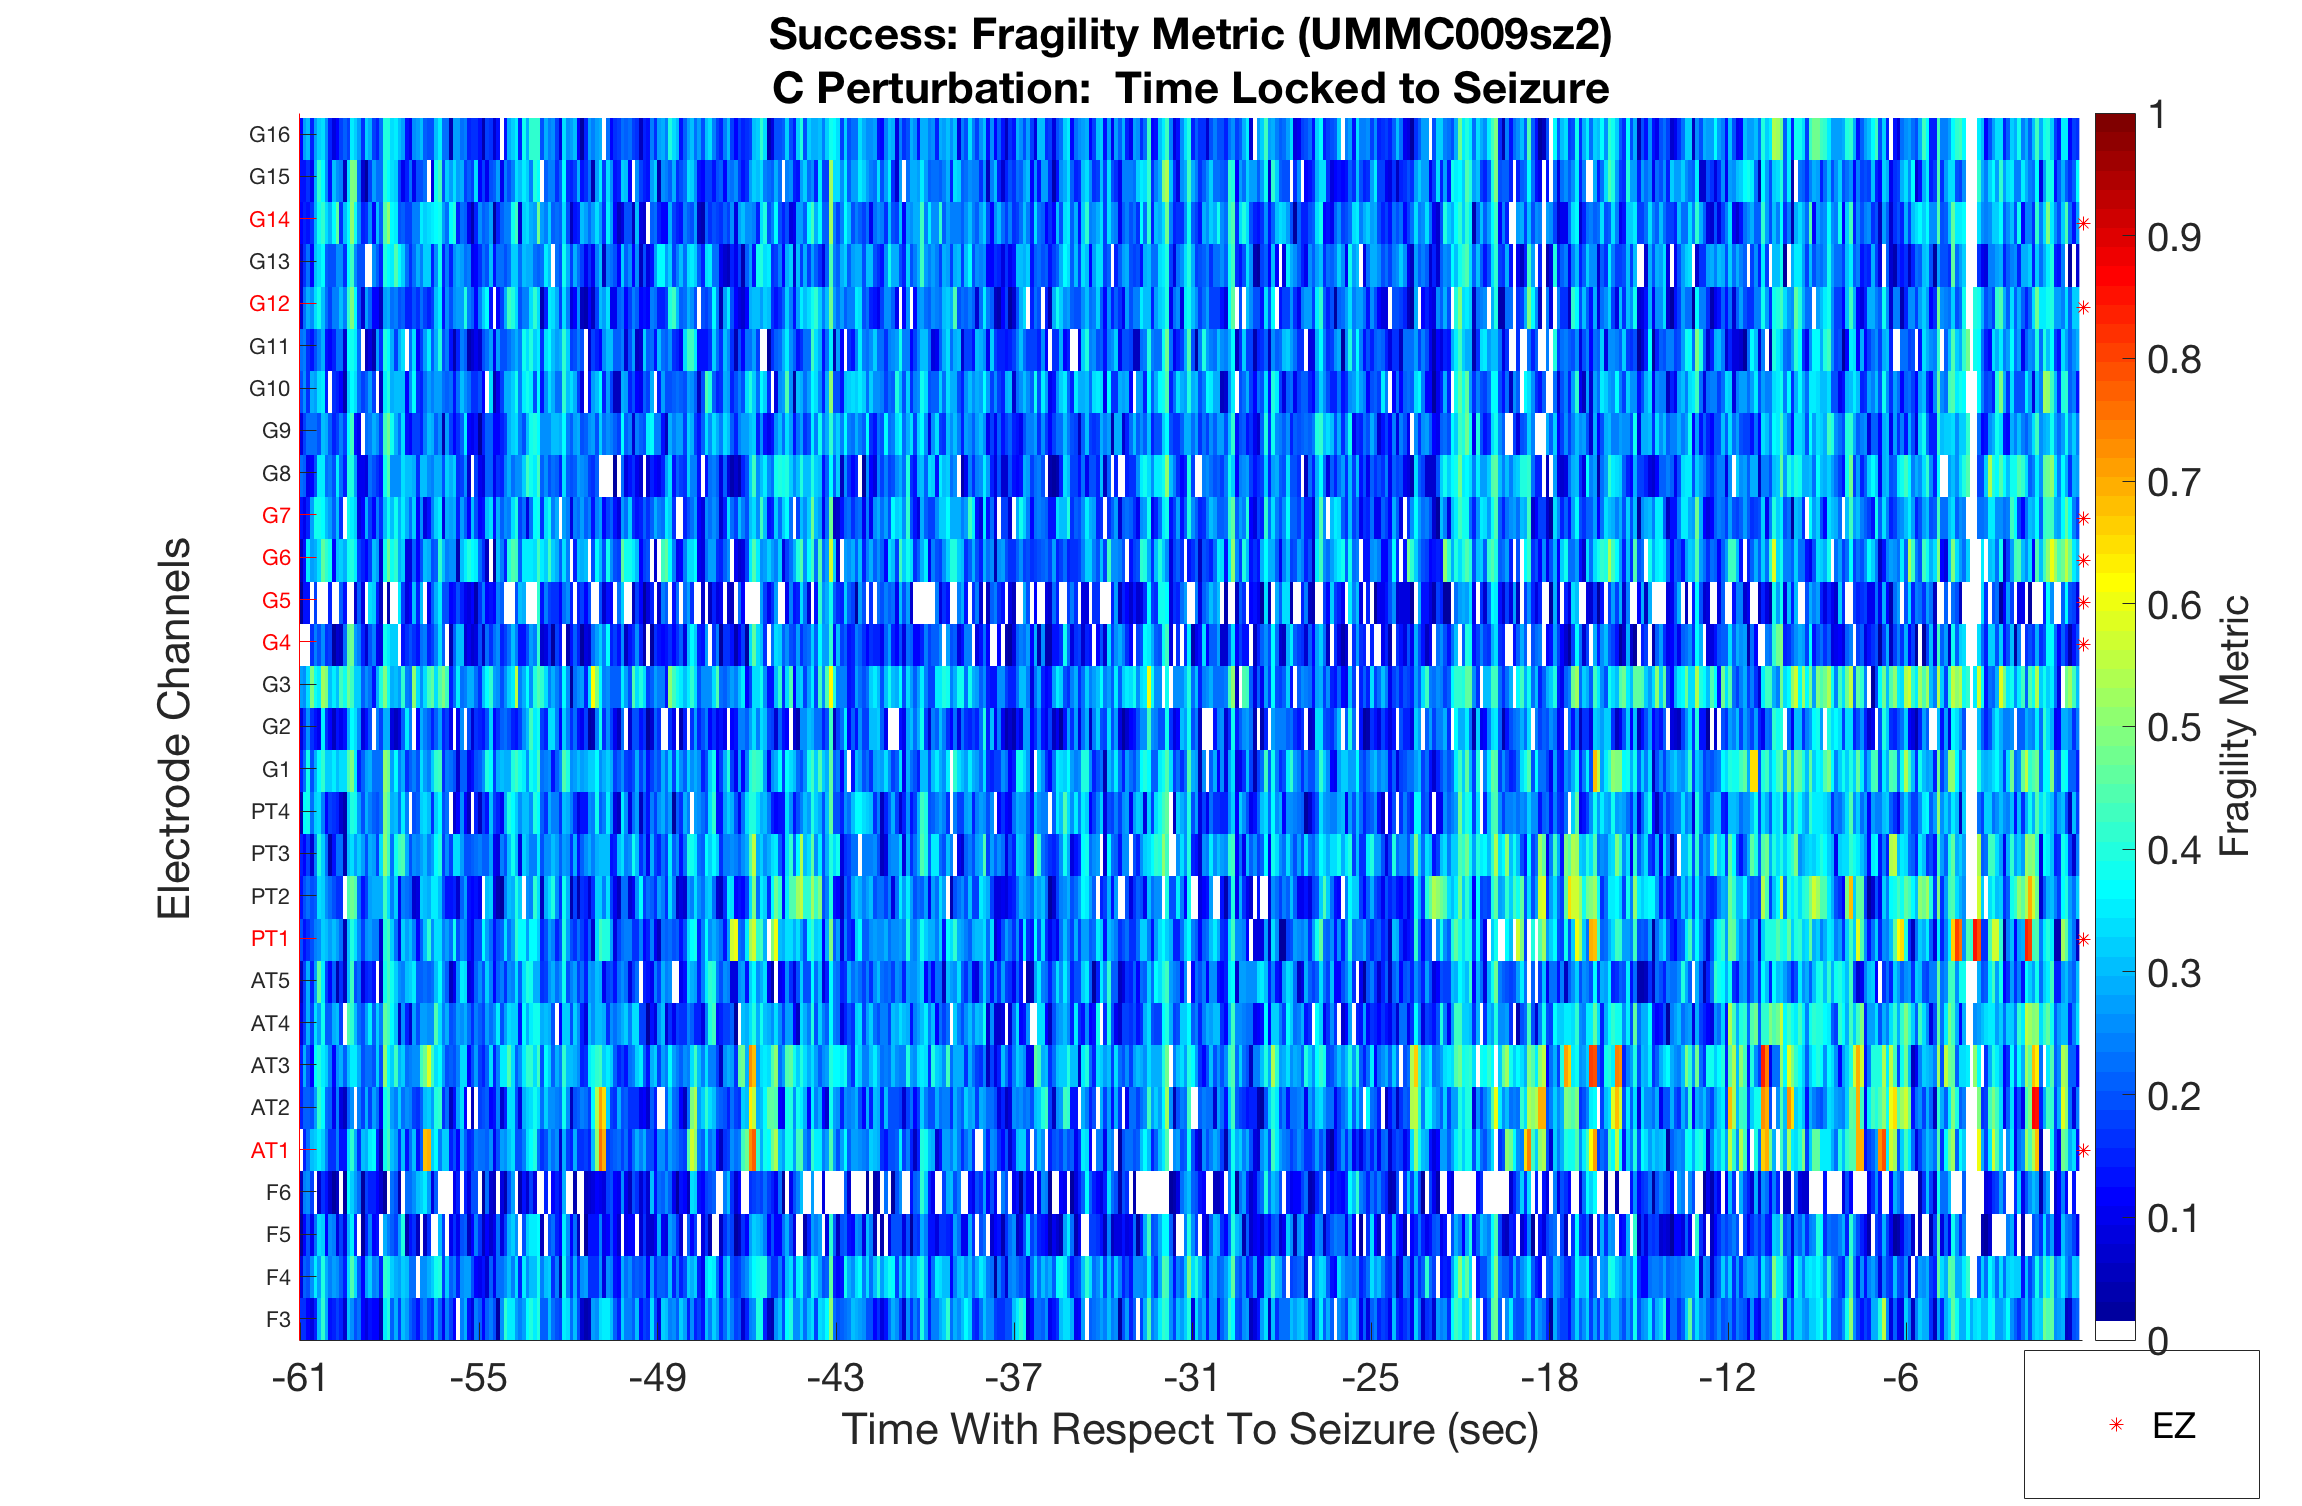 Success: Fragility Metric (UMMC009sz2)
C Perturbation:  Time Locked to Seizure
Electrode Channels
G16
G15
G14
G13
G12
G11
G10
G9
G8
G7
G6
G5
G4
G3
G2
G1
PT4
PT3
PT2
PT1
AT5
AT4
AT3
AT2
AT1
F6
F5
F4
F3
-61 -55 -49 -43 -37 -31 -25 -18 -12 -6
Time With Respect To Seizure (sec)
1
0.9
0.8
0.7
0.6
0.5
0.4
0.3
0.2
0.1
0
Fragility Metric
EZ